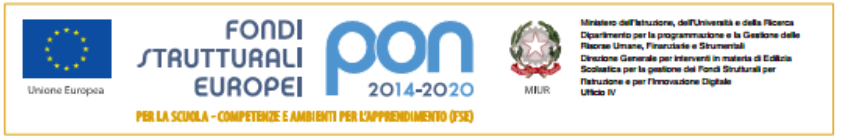 FONDI
STRUTTURALI
EUROPEI
pon
2014-2020
Unione Europea
PER LA SCUOLA - COMPETENZE E AMBIENTI PER L'APPRENDIMENTO (FSE)
MIUR
Ministero dell'Istruzione, dell'Università e della Ricerca
Dipartimento per la programmazione e la Gestione delle
Risorse Umane, Finanziarie e Strumentali
Direzione Generale per interventi in materia di Edilizia
Scolastica per la gestione dei Fondi Strutturali per
l'Istruzione e per l'Innovazione Digitale
Ufficio IV